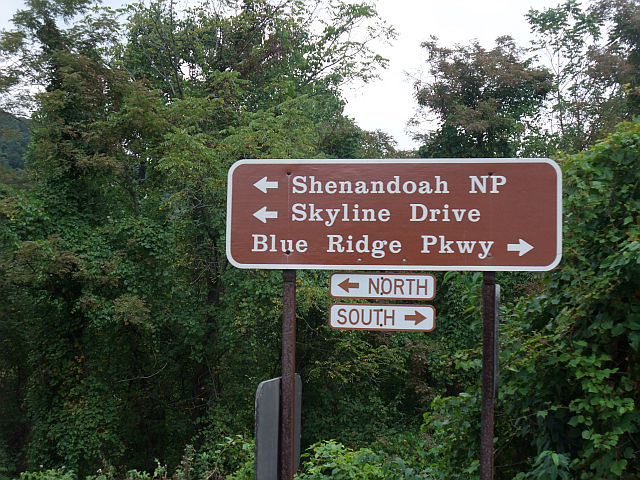 Shenandoah NP
Skyline Drive
Blue Ridge Pkwy
NORTH
SOUTH